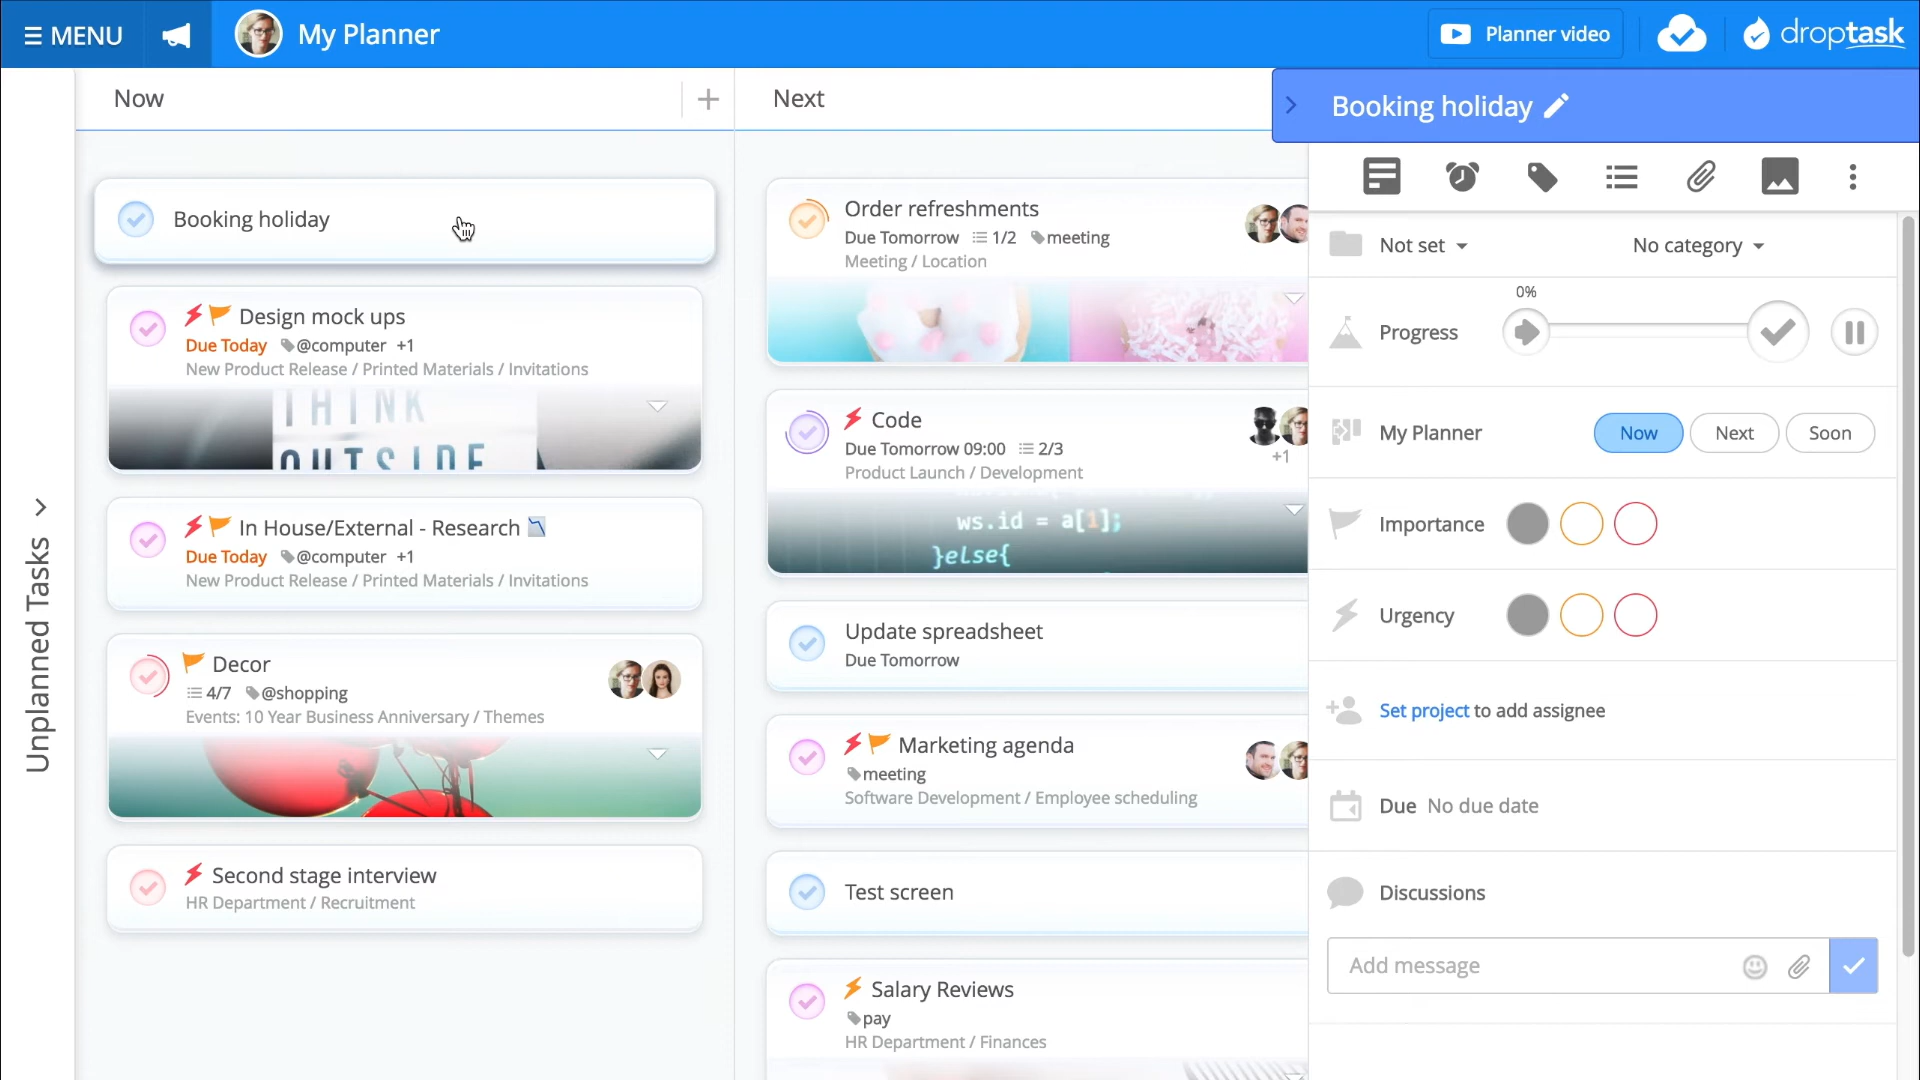 MENU
My Planner
Planner video
droptask
Now
Next
Booking holiday
Booking holiday
Design mock ups
Due Today @computer +1
New Product Release / Printed Materials / Invitations
THINK
OUTSIDE
In House/External - Research
Due Today @computer +1
New Product Release / Printed Materials / Invitations
Decor
4/7 @shopping
Events: 10 Year Business Anniversary / Themes
Second stage interview
HR Department / Recruitment
Unplanned Tasks
Order refreshments
Due Tomorrow 1/2 meeting
Meeting / Location
Code
Due Tomorrow 09:00 2/3
+1
Product Launch / Development
ws.id = a[1];
}else{
Update spreadsheet
Due Tomorrow
Marketing agenda
meeting
Software Development / Employee scheduling
Test screen
Salary Reviews
pay
HR Department / Finances
Not set
No category
0%
Progress
My Planner
Now
Next
Soon
Importance
Urgency
Set project to add assignee
Due No due date
Discussions
Add message